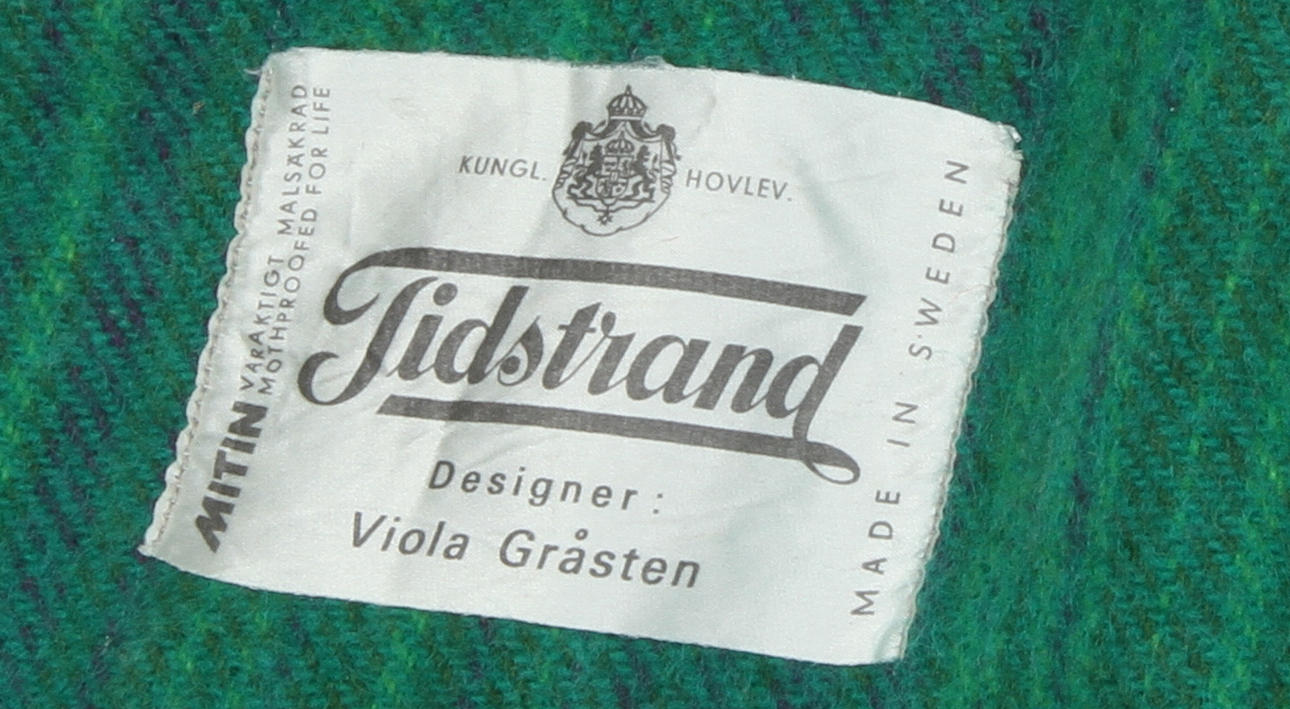 KUNGL. HOVLEV.
Tidstrand
Designer:
Viola Gråsten
MITIN VARAKTIGT MALSÄKRAD
MOTHPROOFED FOR LIFE
MADE IN SWEDEN